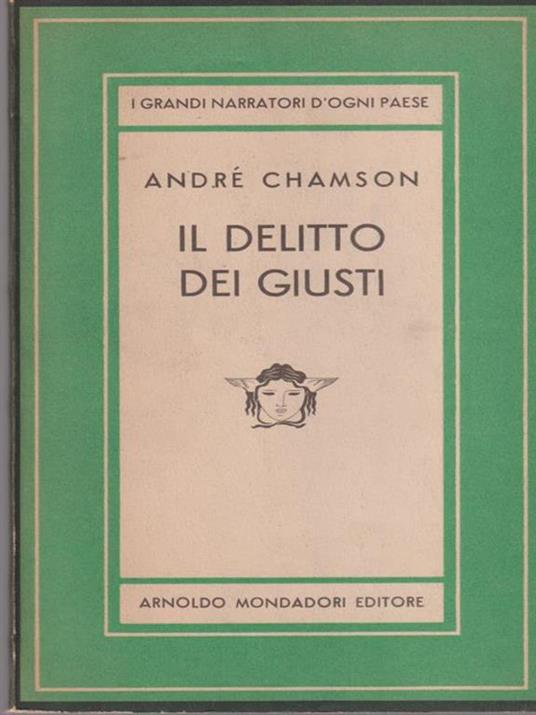 I GRANDI NARRATORI D'OGNI PAESE
ANDRÉ CHAMSON
IL DELITTO
DEI GIUSTI
ARNOLDO MONDADORI EDITORE